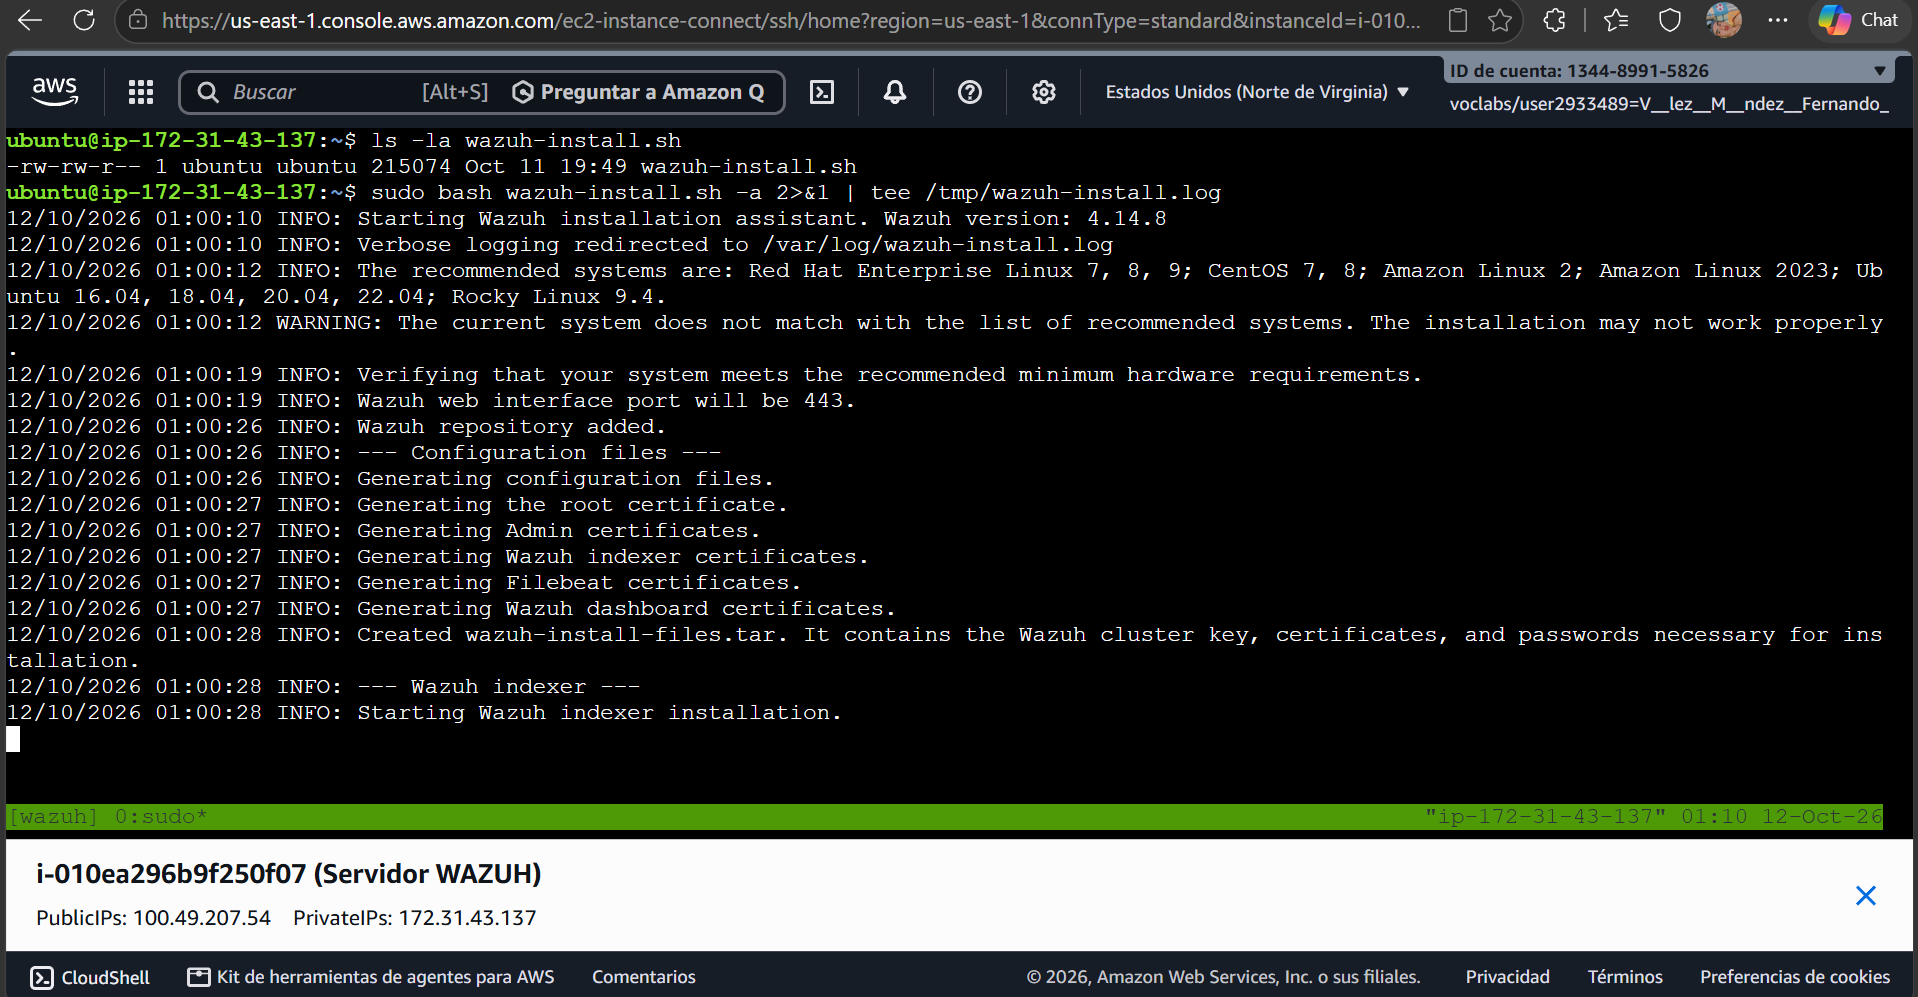 https://us-east-1.console.aws.amazon.com/ec2-instance-connect/ssh/home?region=us-east-1&connType=standard&instanceId=i-010...
Chat
aws
Buscar
[Alt+S]
Preguntar a Amazon Q
Estados Unidos (Norte de Virginia)
ID de cuenta: 1344-8991-5826
voclabs/user2933489=V__lez__M__ndez__Fernando_
ubuntu@ip-172-31-43-137:~$ ls -la wazuh-install.sh
-rw-rw-r-- 1 ubuntu ubuntu 215074 Oct 11 19:49 wazuh-install.sh
ubuntu@ip-172-31-43-137:~$ sudo bash wazuh-install.sh -a 2>&1 | tee /tmp/wazuh-install.log
12/10/2026 01:00:10 INFO: Starting Wazuh installation assistant. Wazuh version: 4.14.8
12/10/2026 01:00:10 INFO: Verbose logging redirected to /var/log/wazuh-install.log
12/10/2026 01:00:12 INFO: The recommended systems are: Red Hat Enterprise Linux 7, 8, 9; CentOS 7, 8; Amazon Linux 2; Amazon Linux 2023; Ub
untu 16.04, 18.04, 20.04, 22.04; Rocky Linux 9.4.
12/10/2026 01:00:12 WARNING: The current system does not match with the list of recommended systems. The installation may not work properly
.
12/10/2026 01:00:19 INFO: Verifying that your system meets the recommended minimum hardware requirements.
12/10/2026 01:00:19 INFO: Wazuh web interface port will be 443.
12/10/2026 01:00:26 INFO: Wazuh repository added.
12/10/2026 01:00:26 INFO: --- Configuration files ---
12/10/2026 01:00:26 INFO: Generating configuration files.
12/10/2026 01:00:27 INFO: Generating the root certificate.
12/10/2026 01:00:27 INFO: Generating Admin certificates.
12/10/2026 01:00:27 INFO: Generating Wazuh indexer certificates.
12/10/2026 01:00:27 INFO: Generating Filebeat certificates.
12/10/2026 01:00:27 INFO: Generating Wazuh dashboard certificates.
12/10/2026 01:00:28 INFO: Created wazuh-install-files.tar. It contains the Wazuh cluster key, certificates, and passwords necessary for ins
tallation.
12/10/2026 01:00:28 INFO: --- Wazuh indexer ---
12/10/2026 01:00:28 INFO: Starting Wazuh indexer installation.
[wazuh] 0:sudo*
"ip-172-31-43-137" 01:10 12-Oct-26
i-010ea296b9f250f07 (Servidor WAZUH)
PublicIPs: 100.49.207.54 PrivateIPs: 172.31.43.137
CloudShell
Kit de herramientas de agentes para AWS
Comentarios
© 2026, Amazon Web Services, Inc. o sus filiales.
Privacidad
Términos
Preferencias de cookies